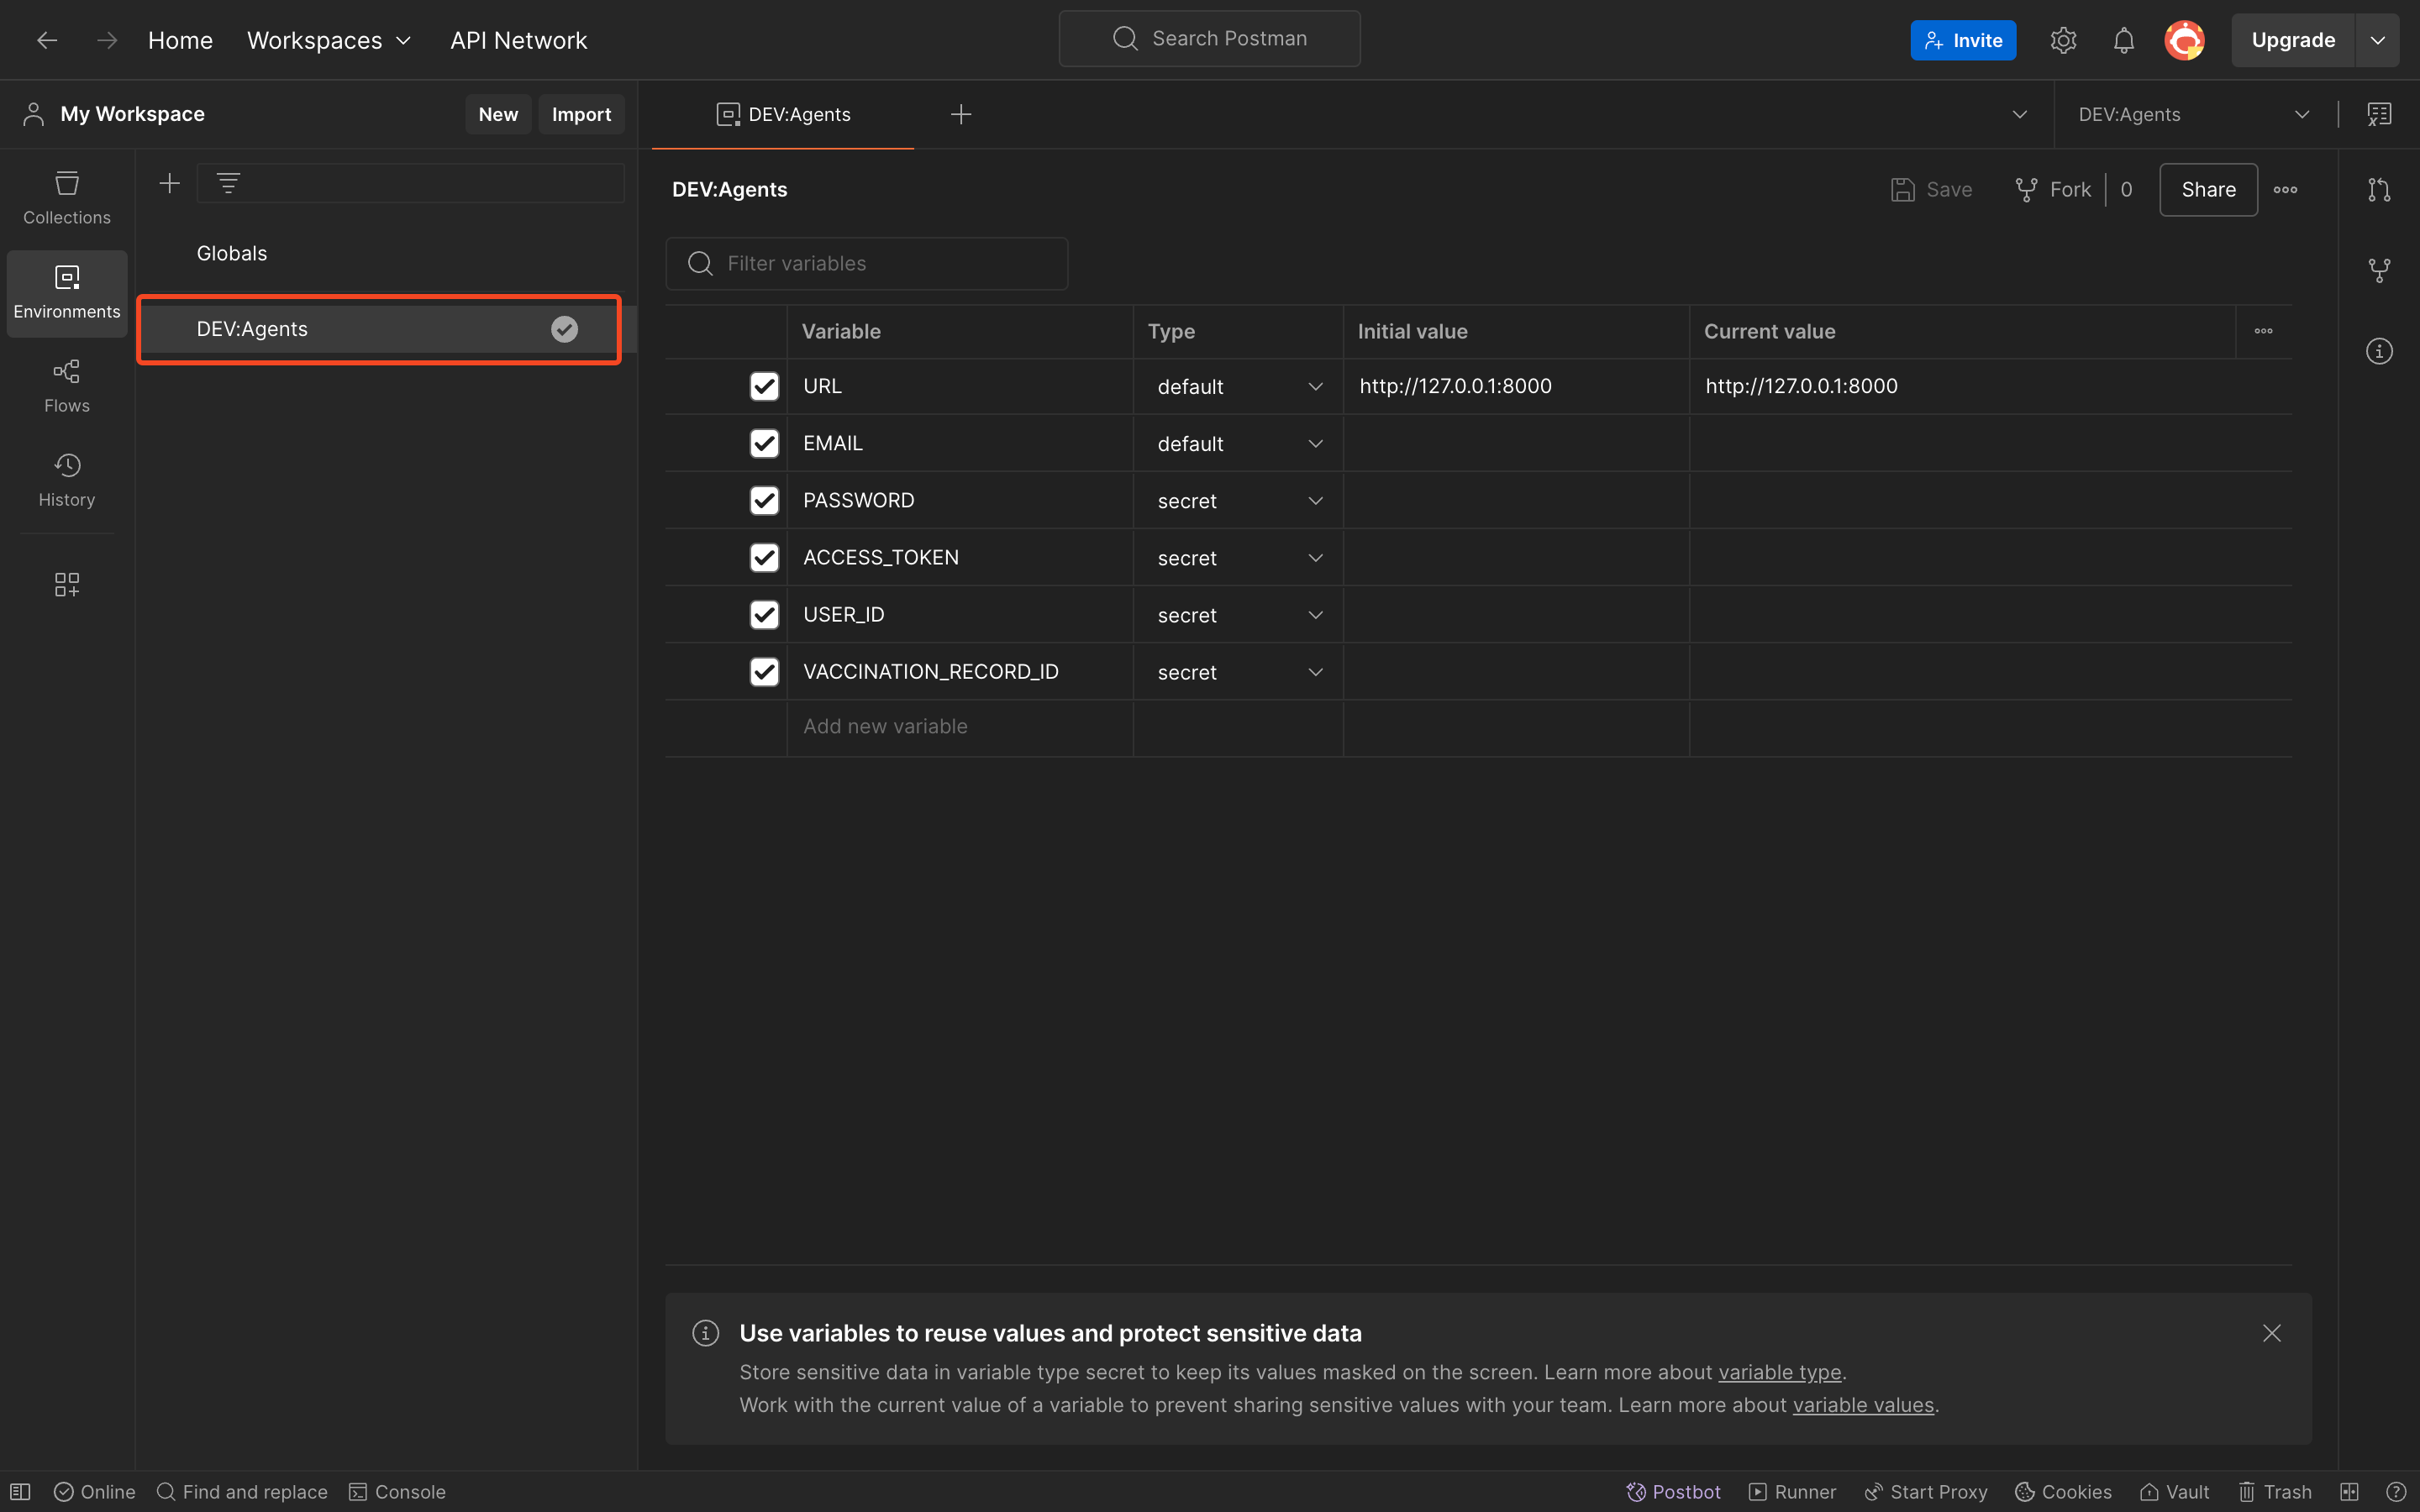 Home Workspaces API Network Search Postman Invite Upgrade
My Workspace New Import DEV:Agents DEV:Agents
Collections
Environments
Flows
History
Globals
DEV:Agents
DEV:Agents Save Fork 0 Share
Filter variables
Variable Type Initial value Current value
URL default http://127.0.0.1:8000 http://127.0.0.1:8000
EMAIL default
PASSWORD secret
ACCESS_TOKEN secret
USER_ID secret
VACCINATION_RECORD_ID secret
Add new variable
Use variables to reuse values and protect sensitive data
Store sensitive data in variable type secret to keep its values masked on the screen. Learn more about variable type.
Work with the current value of a variable to prevent sharing sensitive values with your team. Learn more about variable values.
Online Find and replace Console Postbot Runner Start Proxy Cookies Vault Trash